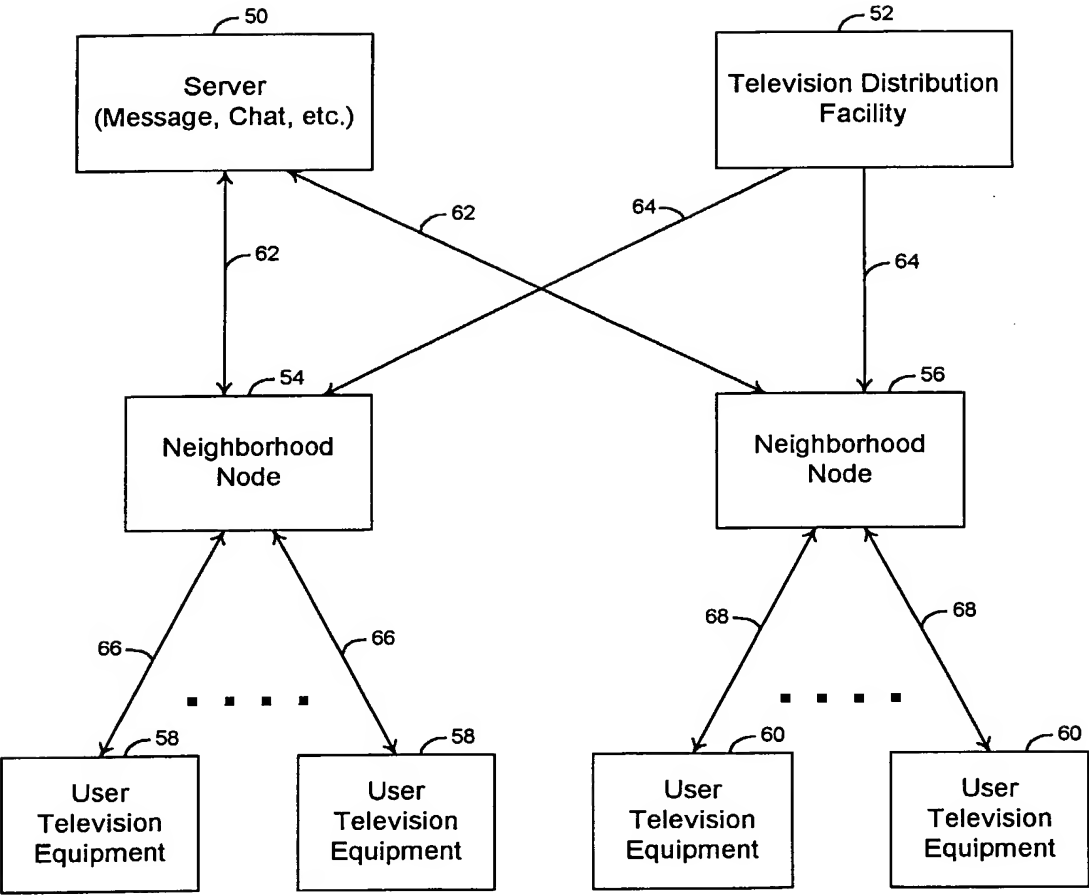 50
52
Server
(Message, Chat, etc.)
Television Distribution
Facility
62
64
62
64
54
56
Neighborhood
Node
Neighborhood
Node
66
66
68
68
58
58
60
60
User
Television
Equipment
User
Television
Equipment
User
Television
Equipment
User
Television
Equipment